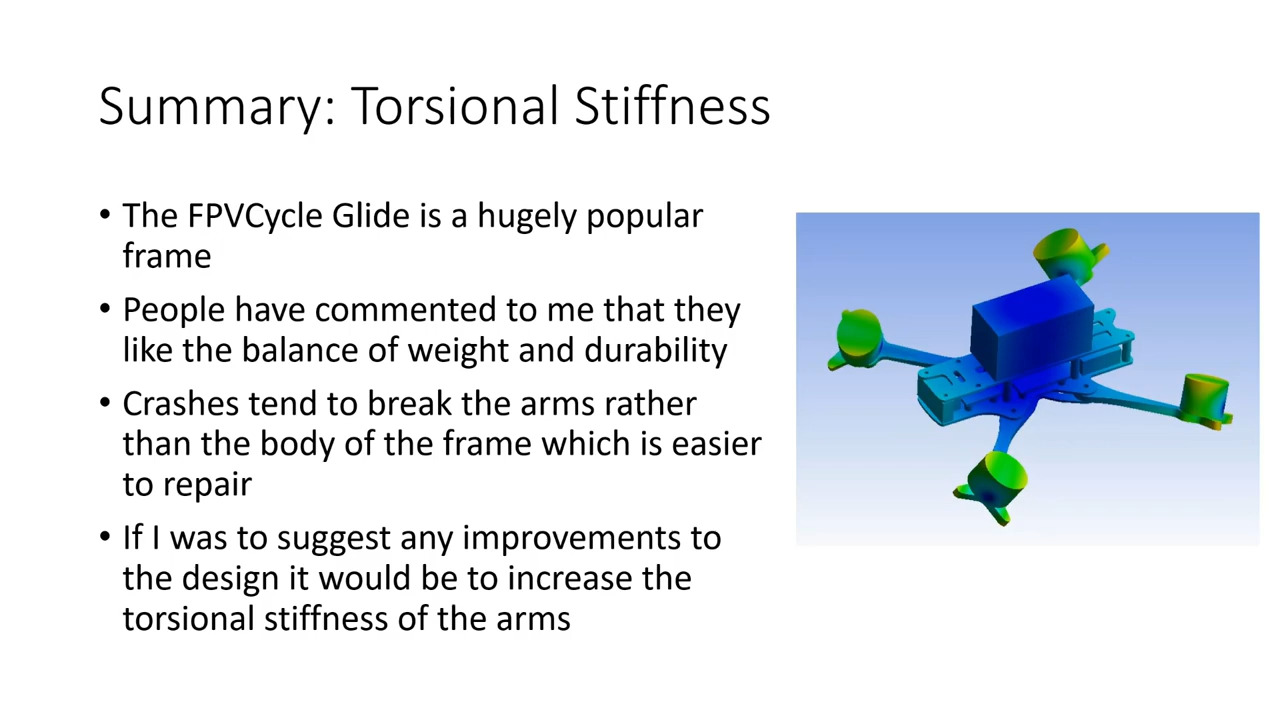 Summary: Torsional Stiffness
• The FPVCycle Glide is a hugely popular
frame
• People have commented to me that they
like the balance of weight and durability
• Crashes tend to break the arms rather
than the body of the frame which is easier
to repair
• If I was to suggest any improvements to
the design it would be to increase the
torsional stiffness of the arms